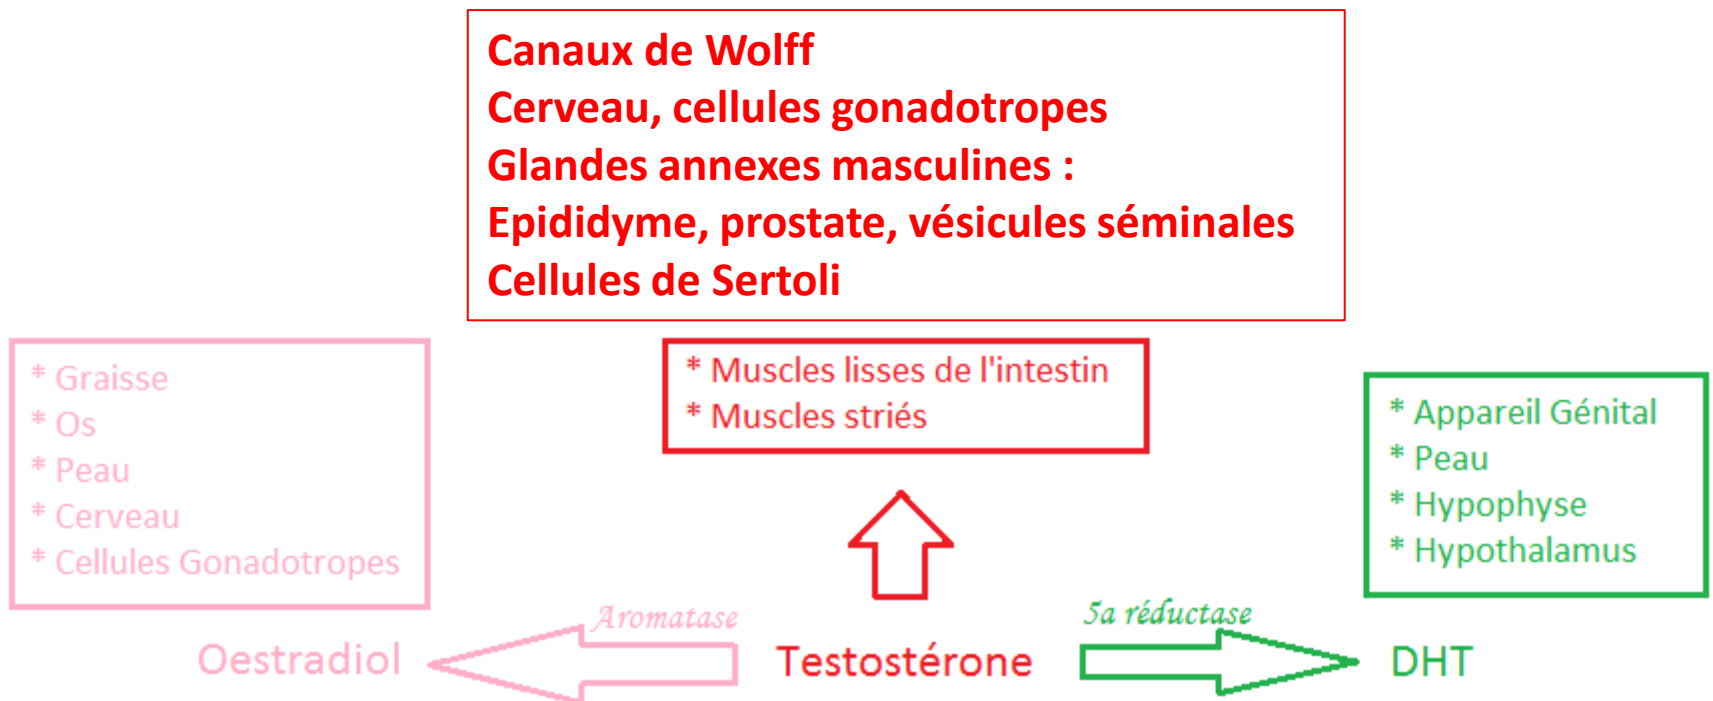 Canaux de Wolff
Cerveau, cellules gonadotropes
Glandes annexes masculines :
Epididyme, prostate, vésicules séminales
Cellules de Sertoli
* Graisse
* Os
* Peau
* Cerveau
* Cellules Gonadotropes
* Muscles lisses de l'intestin
* Muscles striés
* Appareil Génital
* Peau
* Hypophyse
* Hypothalamus
Oestradiol
Aromatase
Testostérone
5a réductase
DHT